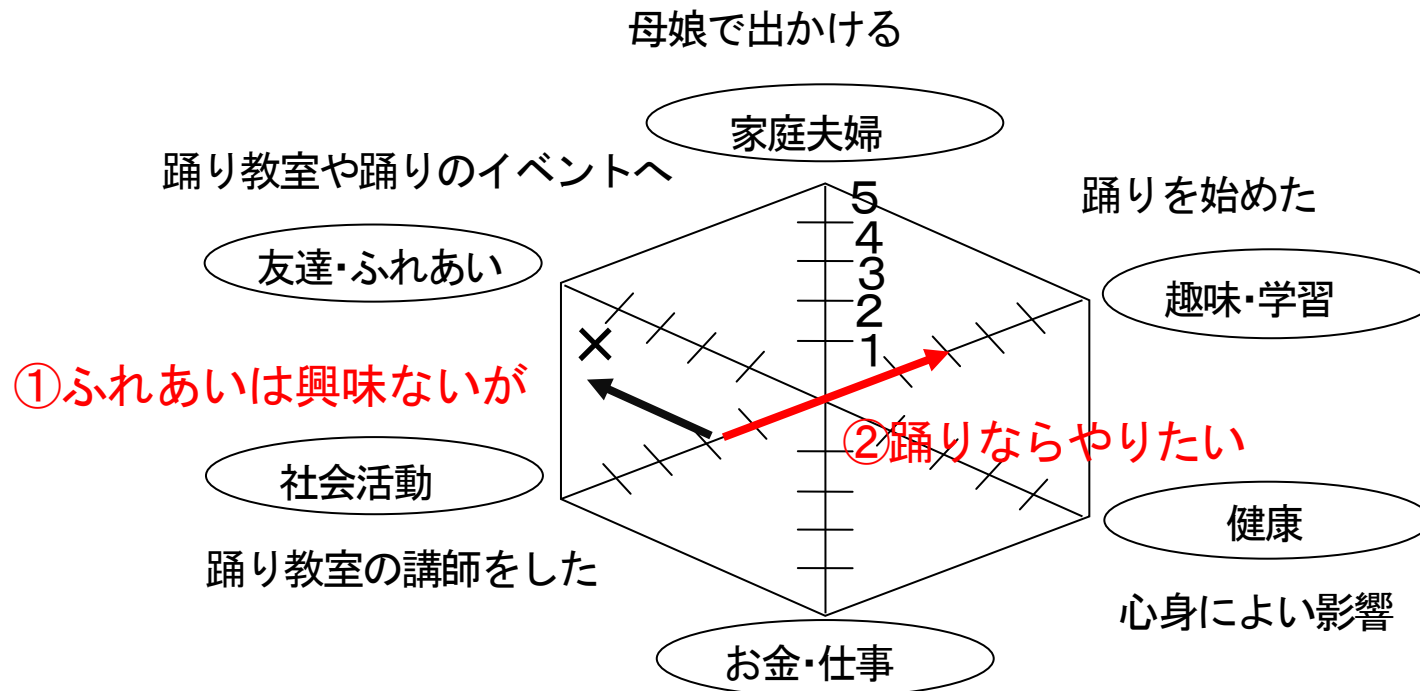 母娘で出かける
家庭夫婦
踊り教室や踊りのイベントへ
踊りを始めた
友達・ふれあい
趣味・学習
5
4
3
2
1
×
①ふれあいは興味ないが
②踊りならやりたい
社会活動
健康
踊り教室の講師をした
心身によい影響
お金・仕事